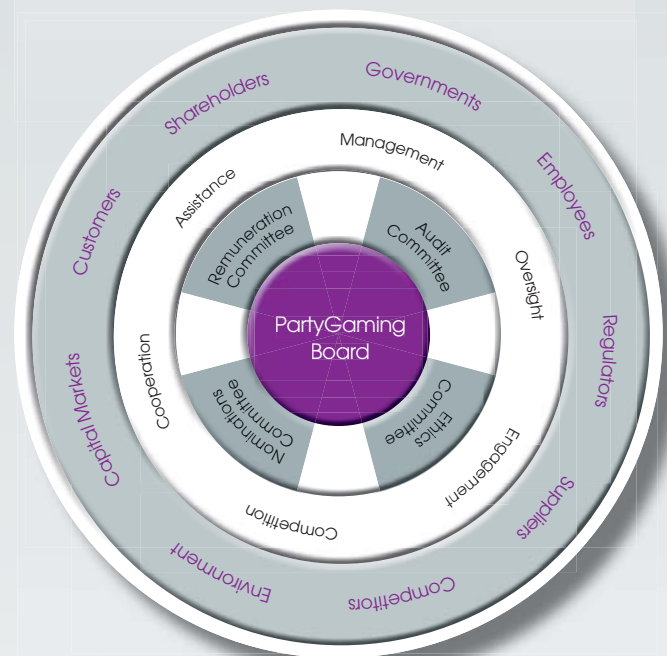 Shareholders
Governments
Employees
Regulators
Suppliers
Competitors
Environment
Capital Markets
Customers
Management
Oversight
Engagement
Competition
Cooperation
Assistance
Remuneration
Committee
Audit
Committee
Ethics
Committee
Nominations
Committee
PartyGaming
Board